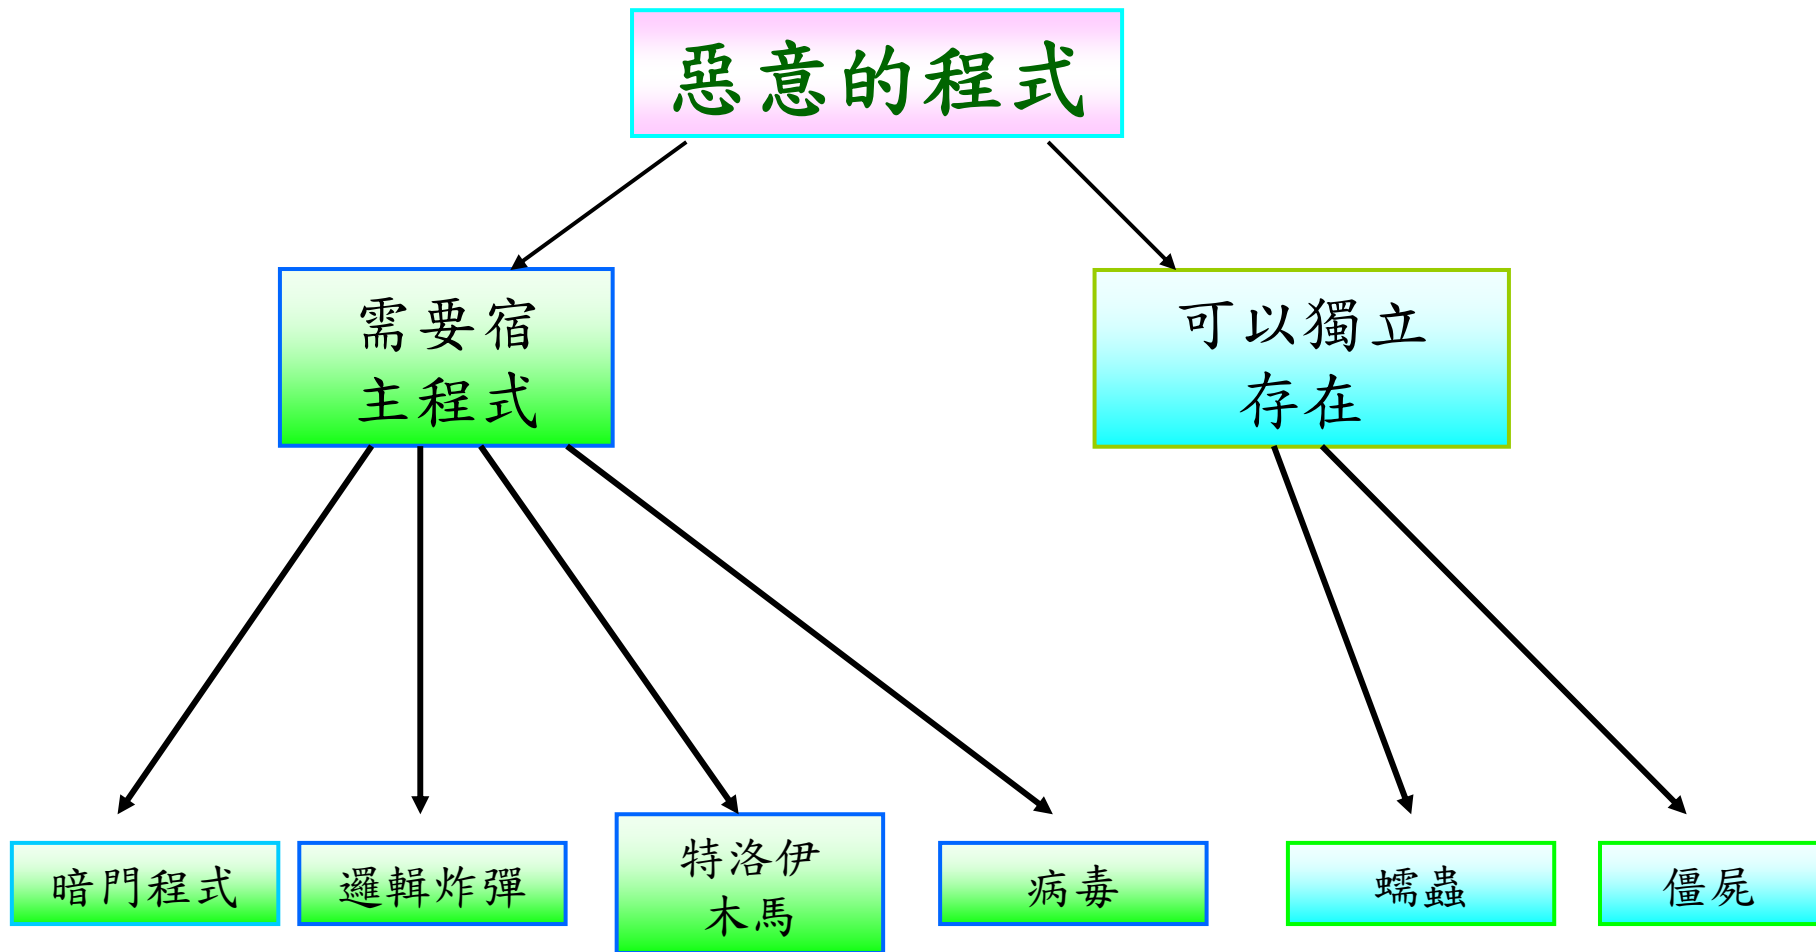 惡意的程式
需要宿
主程式
可以獨立
存在
暗門程式
邏輯炸彈
特洛伊
木馬
病毒
蠕蟲
僵屍